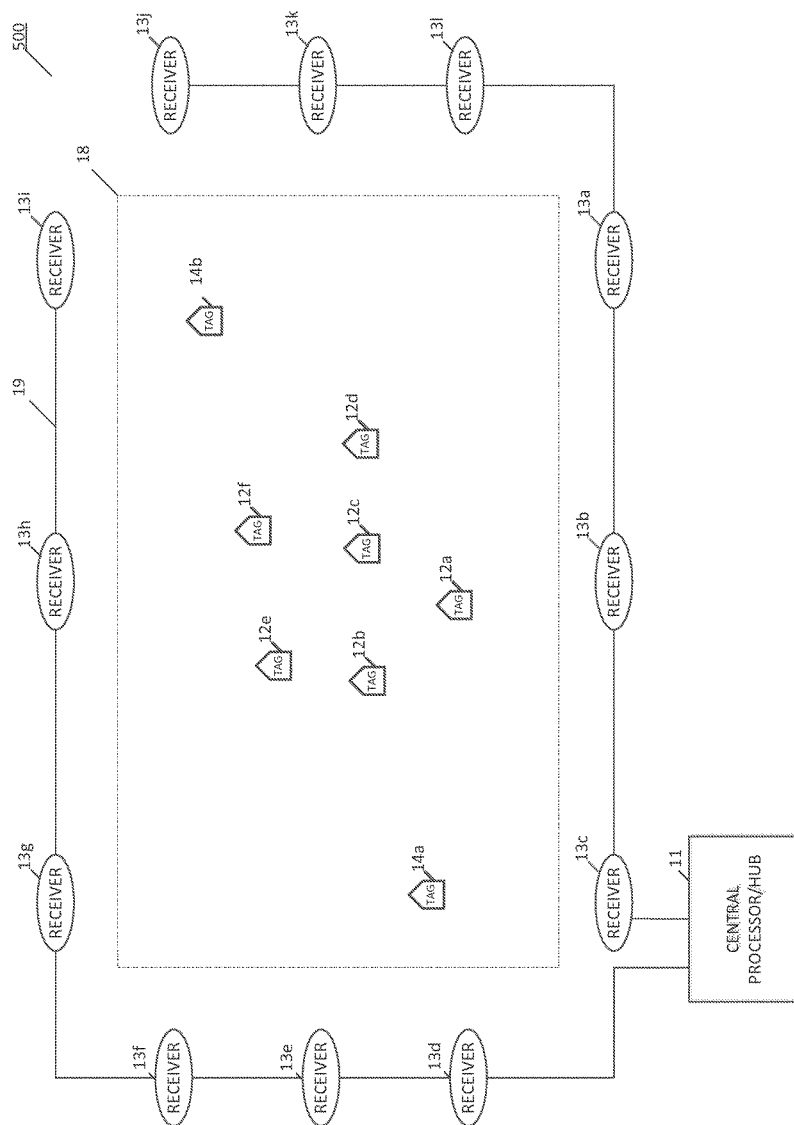 500
13g
13h
19
13i
RECEIVER
RECEIVER
RECEIVER
18
13f
13j
RECEIVER
RECEIVER
14b
TAG
12f
TAG
12e
TAG
13e
13k
RECEIVER
RECEIVER
12b
TAG
12c
TAG
12d
TAG
14a
TAG
12a
TAG
13d
13l
RECEIVER
RECEIVER
13c
13b
13a
RECEIVER
RECEIVER
RECEIVER
11
CENTRAL
PROCESSOR/HUB